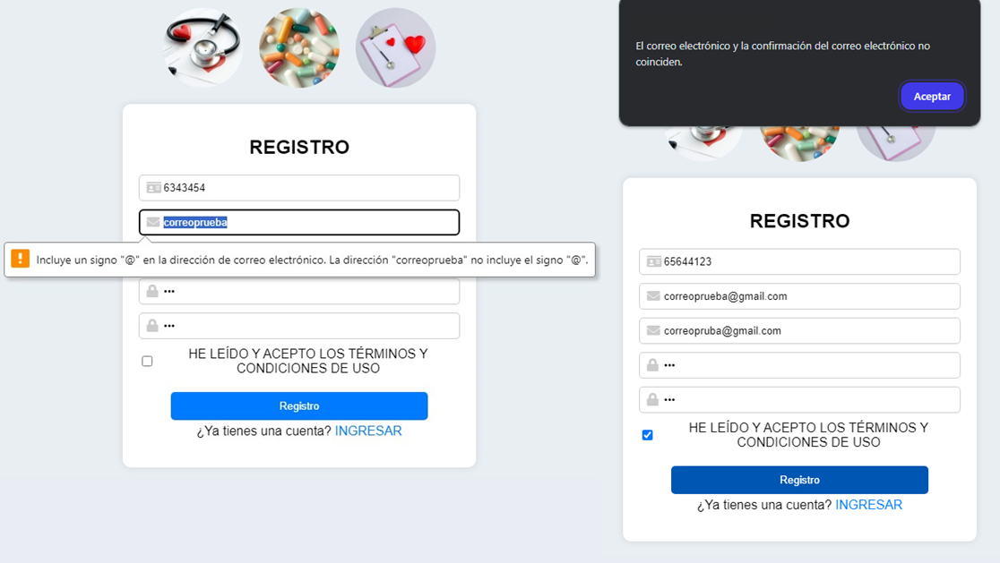 REGISTRO
6343454
correoprueba
Incluye un signo "@" en la dirección de correo electrónico. La dirección "correoprueba" no incluye el signo "@".
•••
•••
HE LEÍDO Y ACEPTO LOS TÉRMINOS Y
CONDICIONES DE USO
Registro
¿Ya tienes una cuenta? INGRESAR
El correo electrónico y la confirmación del correo electrónico no
coinciden.
Aceptar
REGISTRO
65644123
correoprueba@gmail.com
correopruba@gmail.com
•••
•••
HE LEÍDO Y ACEPTO LOS TÉRMINOS Y
CONDICIONES DE USO
Registro
¿Ya tienes una cuenta? INGRESAR